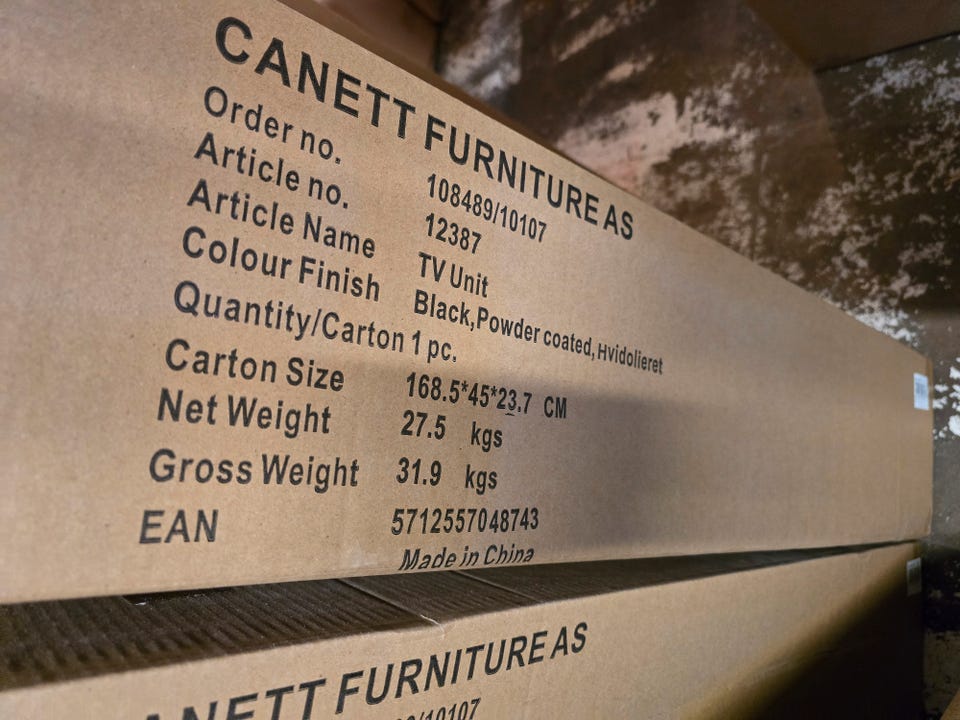 CANETT FURNITURE AS
Order no. 108489/10107
Article no. 12387
Article Name TV Unit
Colour Finish Black,Powder coated,Hvidolieret
Quantity/Carton 1 pc.
Carton Size 168.5*45*23.7 CM
Net Weight 27.5 kgs
Gross Weight 31.9 kgs
EAN 5712557048743
Made in China
CANETT FURNITURE AS
/10107